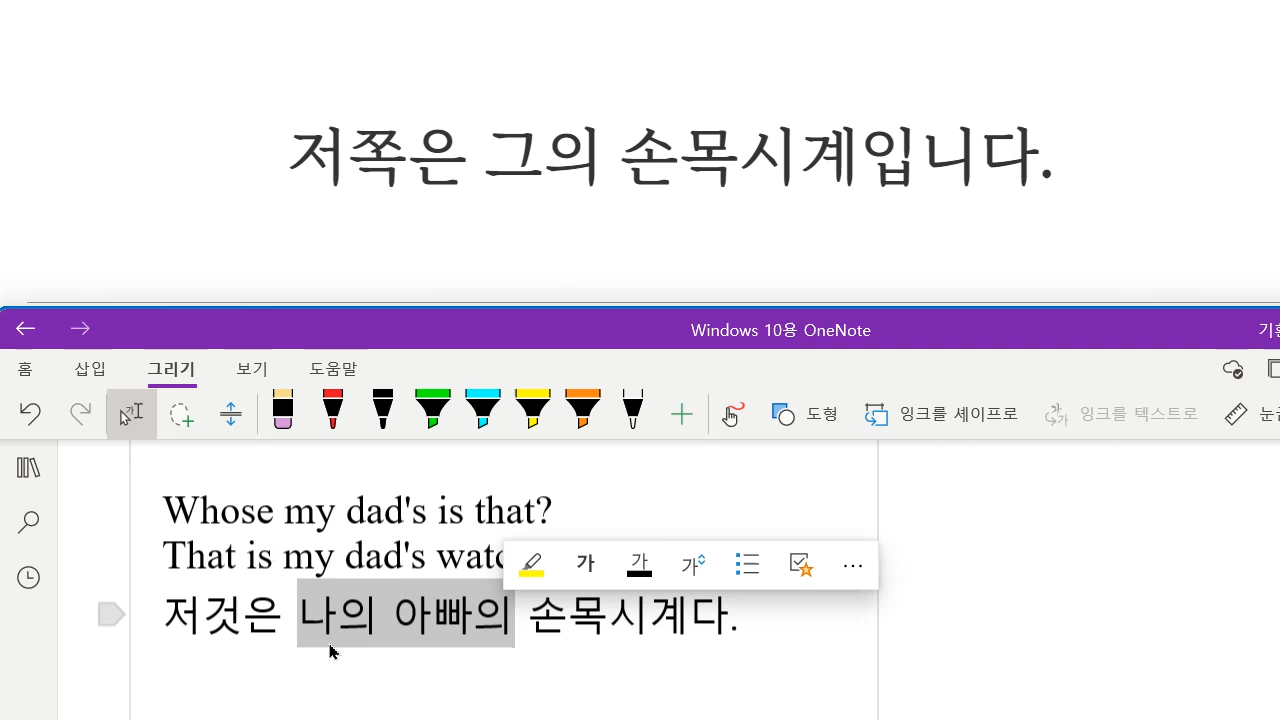 저쪽은 그의 손목시계입니다.
Windows 10용 OneNote
홈 삽입 그리기 보기 도움말
도형 잉크를 셰이프로 잉크를 텍스트로
Whose my dad's is that?
That is my dad's
가 가 가
저것은 나의 아빠의 손목시계다.